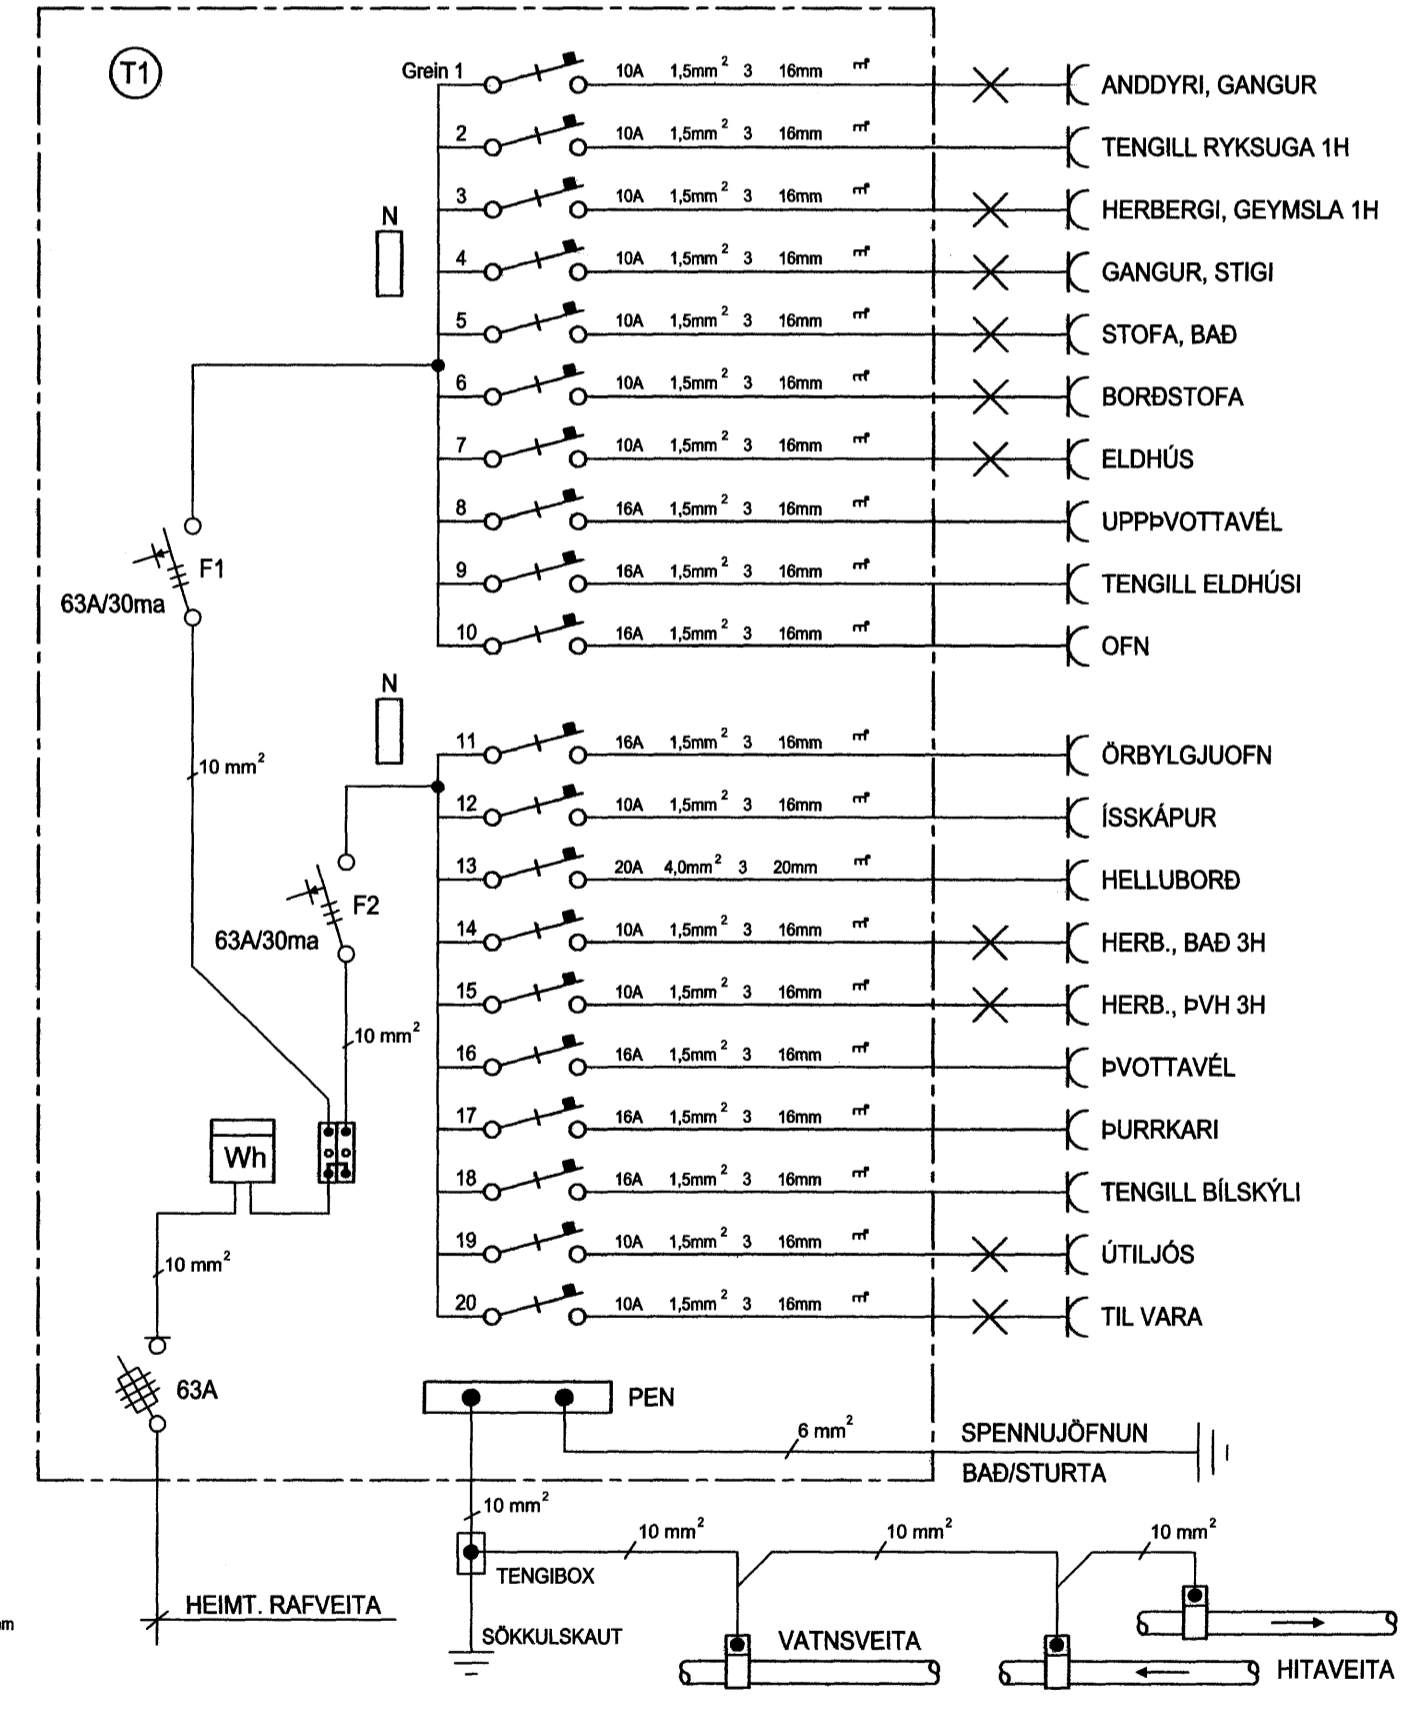 T1
Grein 1 10A 1,5mm² 3 16mm ANDDYRI, GANGUR
2 10A 1,5mm² 3 16mm TENGILL RYKSUGA 1H
3 10A 1,5mm² 3 16mm HERBERGI, GEYMSLA 1H
N
4 10A 1,5mm² 3 16mm GANGUR, STIGI
5 10A 1,5mm² 3 16mm STOFA, BAÐ
6 10A 1,5mm² 3 16mm BORÐSTOFA
7 10A 1,5mm² 3 16mm ELDHÚS
8 16A 1,5mm² 3 16mm UPPÞVOTTAVÉL
9 16A 1,5mm² 3 16mm TENGILL ELDHÚSI
10 16A 1,5mm² 3 16mm OFN
F1
63A/30ma
10 mm²
N
11 16A 1,5mm² 3 16mm ÖRBYLGJUOFN
12 10A 1,5mm² 3 16mm ÍSSKÁPUR
13 20A 4,0mm² 3 20mm HELLUBORÐ
14 10A 1,5mm² 3 16mm HERB., BAÐ 3H
15 10A 1,5mm² 3 16mm HERB., ÞVH 3H
16 16A 1,5mm² 3 16mm ÞVOTTAVÉL
17 16A 1,5mm² 3 16mm ÞURRKARI
18 16A 1,5mm² 3 16mm TENGILL BÍLSKÝLI
19 10A 1,5mm² 3 16mm ÚTILJÓS
20 10A 1,5mm² 3 16mm TIL VARA
F2
63A/30ma
10 mm²
Wh
10 mm²
63A
PEN
6 mm²
SPENNUJÖFNUN
BAÐ/STURTA
10 mm²
10 mm²
10 mm²
10 mm²
TENGIBOX
HEIMT. RAFVEITA
SÖKKULSKAUT
VATNSVEITA
HITAVEITA